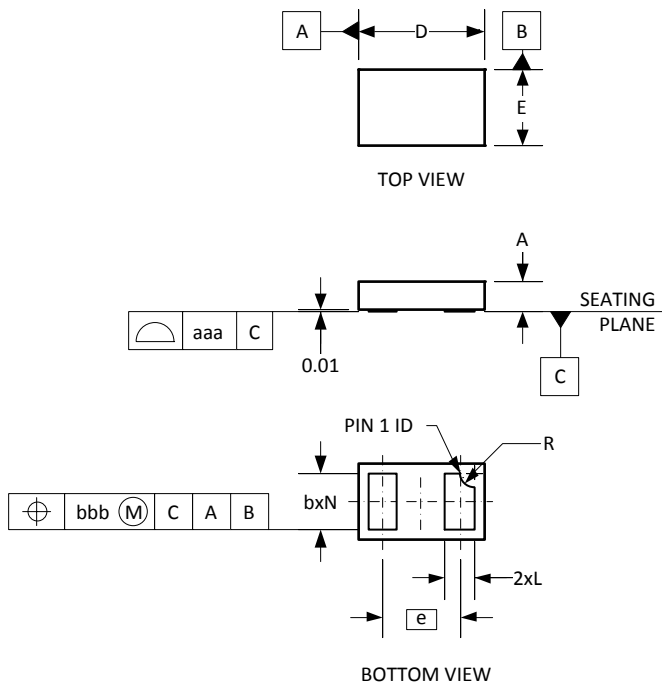 A
D
B
E
TOP VIEW
A
SEATING
PLANE
aaa C
0.01
C
PIN 1 ID
R
bxN
bbb M C A B
2xL
e
BOTTOM VIEW